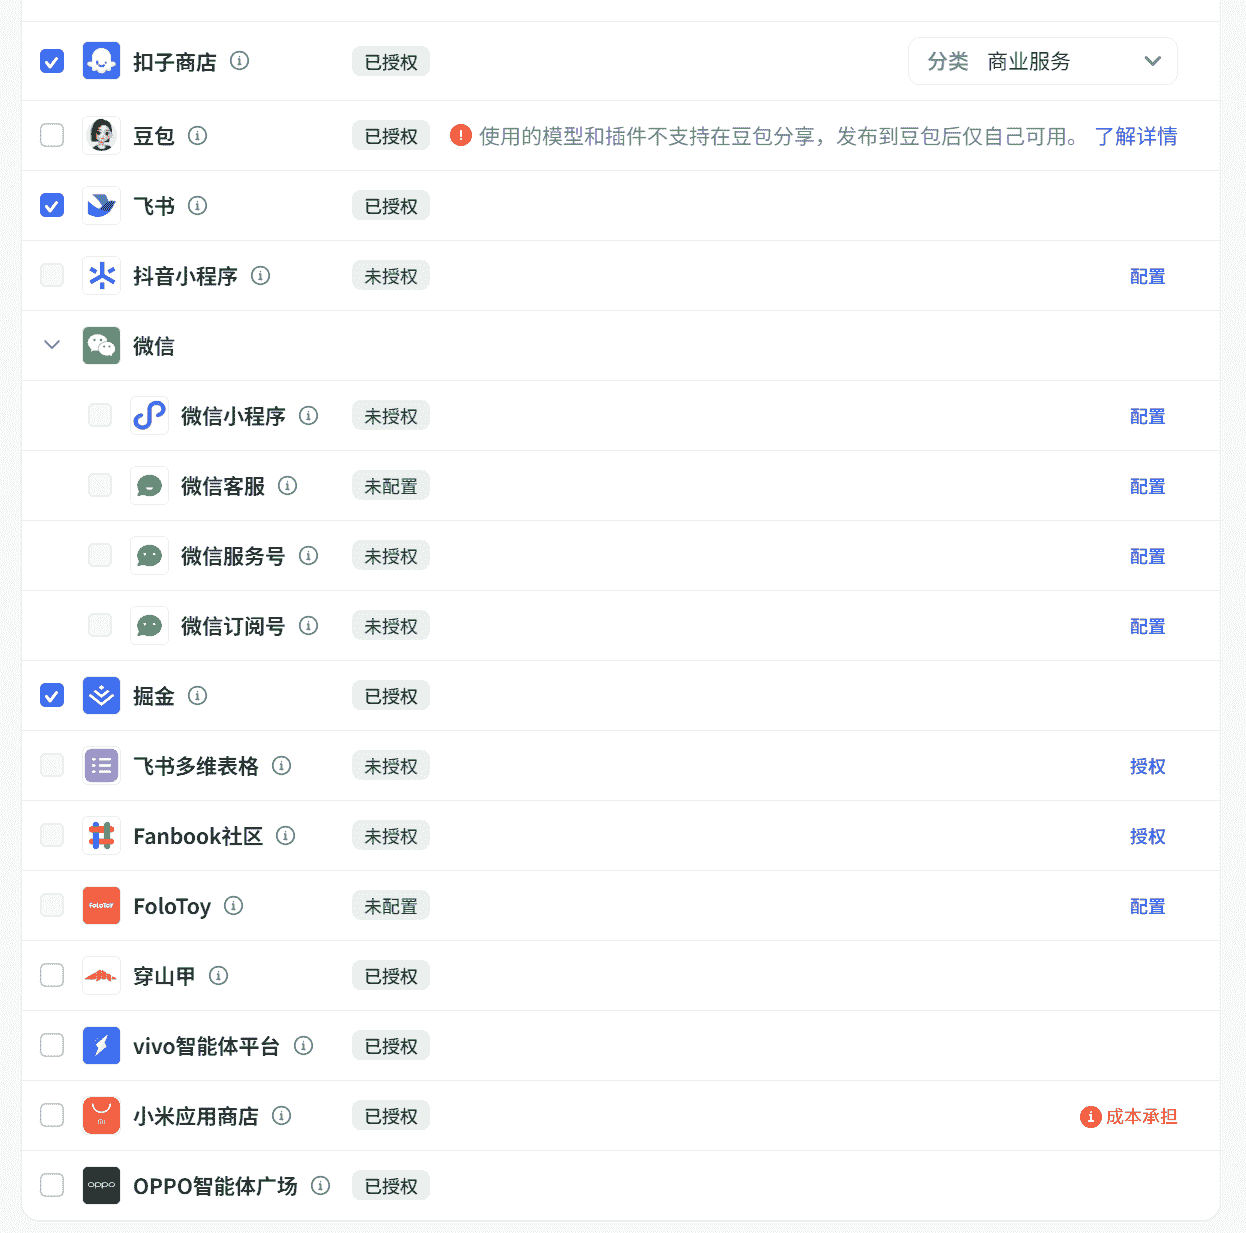 扣子商店 已授权 分类 商业服务
豆包 已授权 使用的模型和插件不支持在豆包分享，发布到豆包后仅自己可用。 了解详情
飞书 已授权
抖音小程序 未授权 配置
微信
微信小程序 未授权 配置
微信客服 未配置 配置
微信服务号 未授权 配置
微信订阅号 未授权 配置
掘金 已授权
飞书多维表格 未授权 授权
Fanbook社区 未授权 授权
FoloToy FoloToy 未配置 配置
穿山甲 已授权
vivo智能体平台 已授权
小米应用商店 已授权 成本承担
oppo OPPO智能体广场 已授权